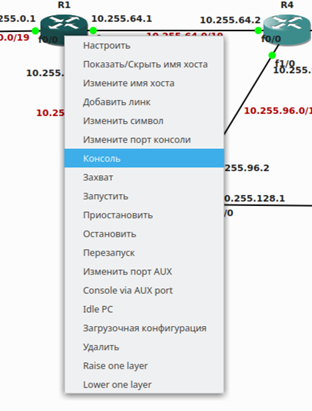 R1
R4
255.0.1
10.255.64.1
10.255.64.2
0.0/19
f0/0
10.255.64.0/19
f0/0
f1/0
10.255.
10.255.
10.25
10.255.96.0/1
255.96.2
0.255.128.1
/0
Настроить
Показать/Скрыть имя хоста
Измените имя хоста
Добавить линк
Изменить символ
Измените порт консоли
Консоль
Захват
Запустить
Приостановить
Остановить
Перезапуск
Изменить порт AUX
Console via AUX port
Idle PC
Загрузочная конфигурация
Удалить
Raise one layer
Lower one layer